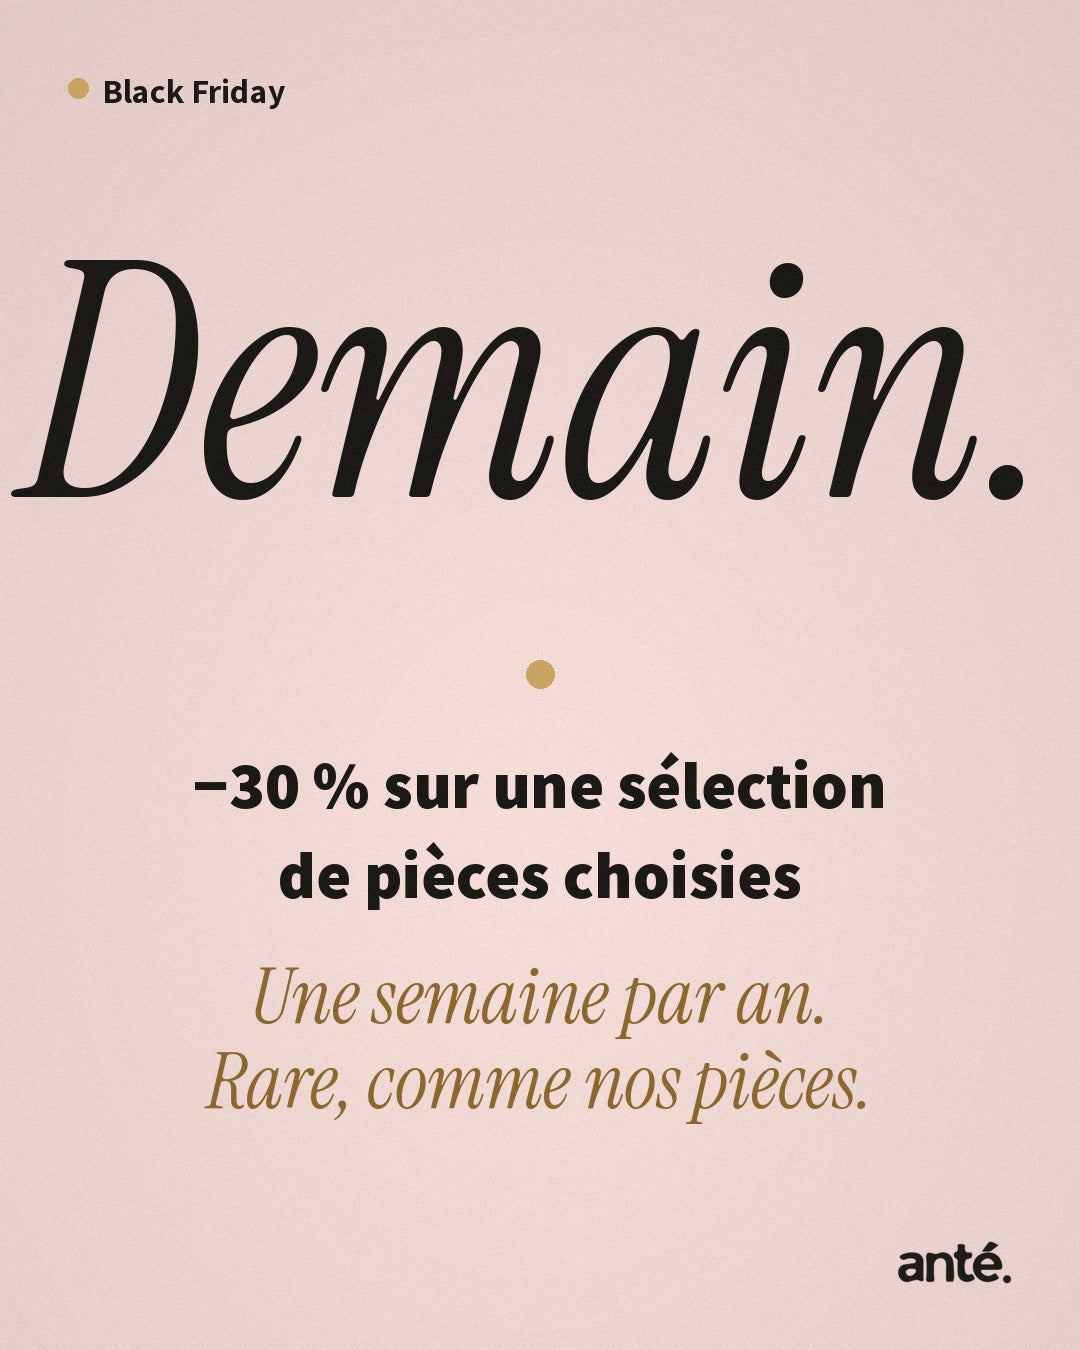 Black Friday
Demain.
–30 % sur une sélection
de pièces choisies
Une semaine par an.
Rare, comme nos pièces.
anté.